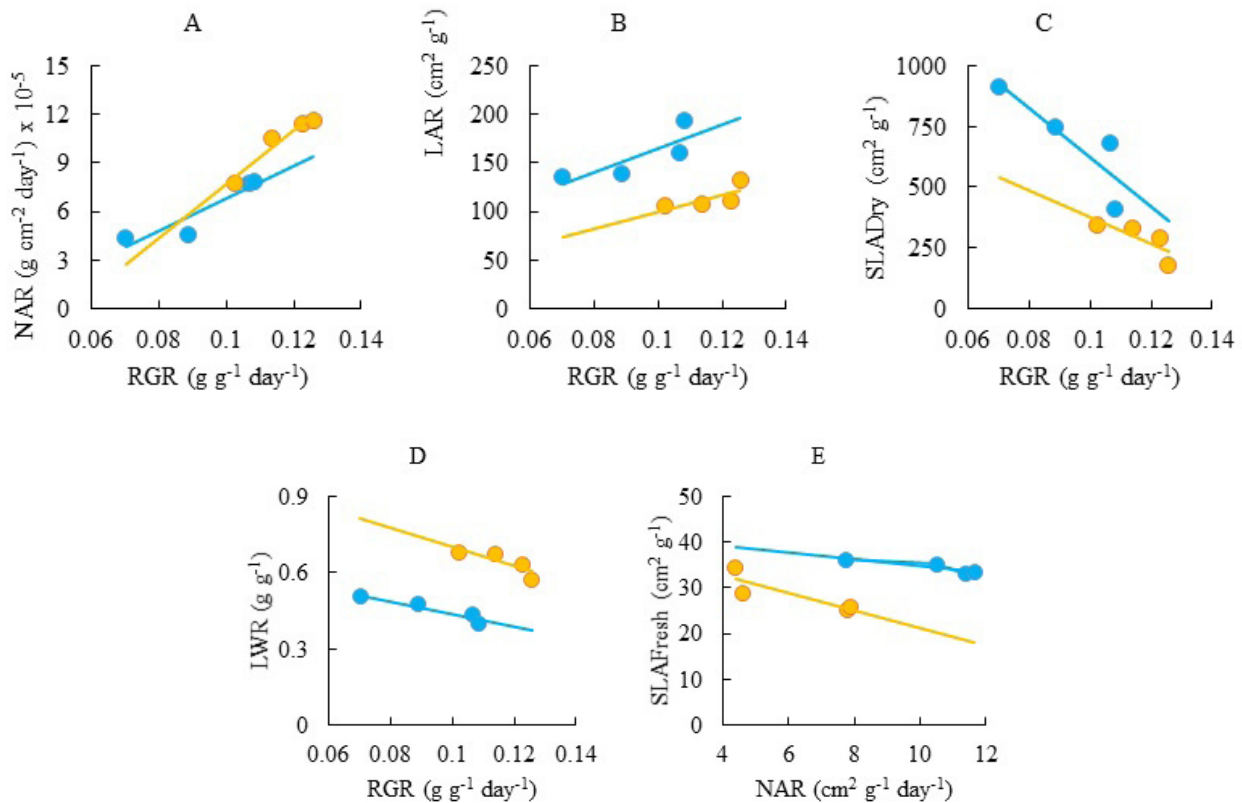 A
NAR (g cm-2 day-1) x 10-5
15
12
9
6
3
0
0.06 0.08 0.1 0.12 0.14
RGR (g g-1 day-1)
B
LAR (cm2 g-1)
250
200
150
100
50
0
0.06 0.08 0.1 0.12 0.14
RGR (g g-1 day-1)
C
SLADry (cm2 g-1)
1000
750
500
250
0
0.06 0.08 0.1 0.12 0.14
RGR (g g-1 day-1)
D
LWR (g g-1)
0.9
0.6
0.3
0
0.06 0.08 0.1 0.12 0.14
RGR (g g-1 day-1)
E
SLAFresh (cm2 g-1)
50
40
30
20
10
0
4 6 8 10 12
NAR (cm2 g-1 day-1)